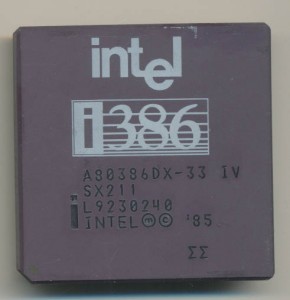 intel
i386
A80386DX-33 IV
SX211
i L9230240
INTEL Ⓜ Ⓒ '85
ΣΣ